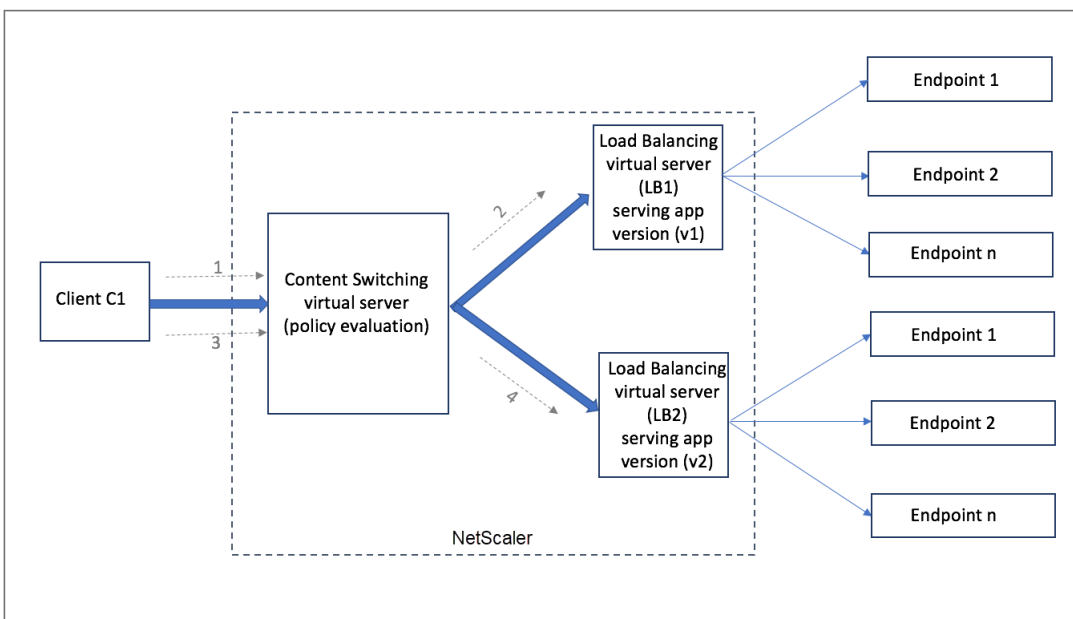 Client C1
1
3
Content Switching
virtual server
(policy evaluation)
2
4
Load Balancing
virtual server
(LB1)
serving app
version (v1)
Load Balancing
virtual server
(LB2)
serving app
version (v2)
NetScaler
Endpoint 1
Endpoint 2
Endpoint n
Endpoint 1
Endpoint 2
Endpoint n